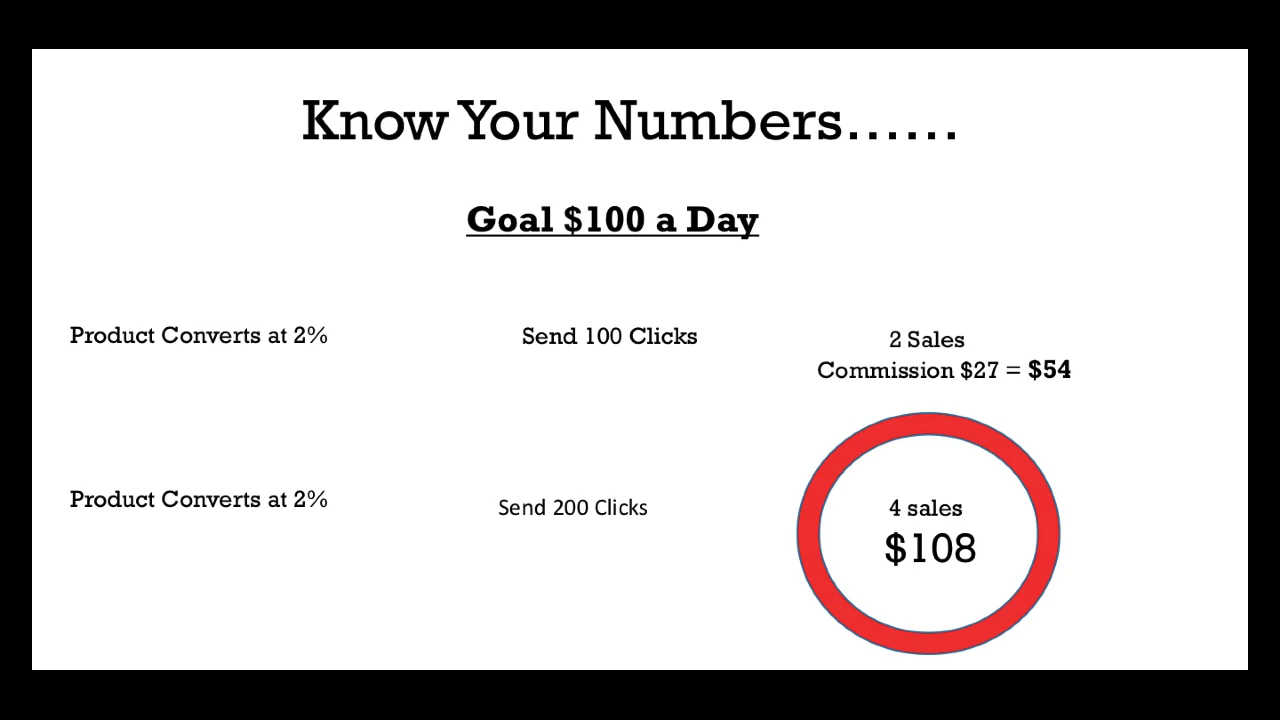 Know Your Numbers......
Goal $100 a Day
Product Converts at 2%
Send 100 Clicks
2 Sales
Commission $27 = $54
Product Converts at 2%
Send 200 Clicks
4 sales
$108